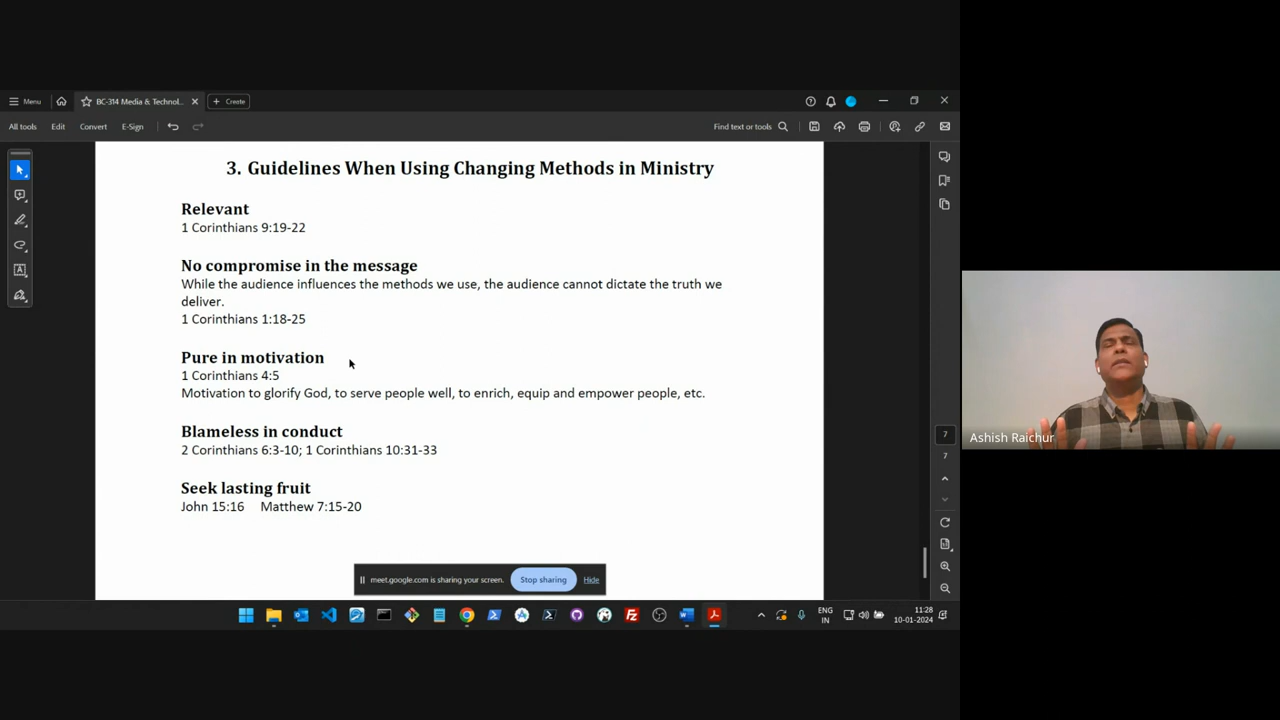 Menu
BC-314 Media & Technol...
Create
All tools
Edit
Convert
E-Sign
Find text or tools
3. Guidelines When Using Changing Methods in Ministry
Relevant
1 Corinthians 9:19-22
No compromise in the message
While the audience influences the methods we use, the audience cannot dictate the truth we
deliver.
1 Corinthians 1:18-25
Pure in motivation
1 Corinthians 4:5
Motivation to glorify God, to serve people well, to enrich, equip and empower people, etc.
Blameless in conduct
2 Corinthians 6:3-10; 1 Corinthians 10:31-33
Seek lasting fruit
John 15:16 Matthew 7:15-20
7
7
Ashish Raichur
meet.google.com is sharing your screen.
Stop sharing
Hide
ENG
IN
11:28
10-01-2024